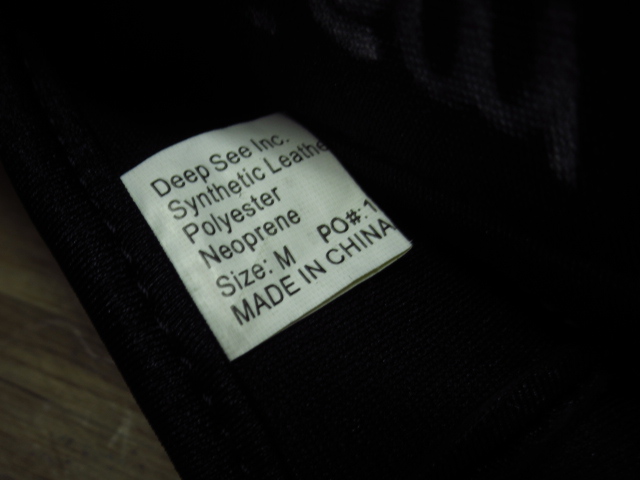 Deep See Inc.
Synthetic Leathe
Polyester
Neoprene
Size: M PO#:1
MADE IN CHINA